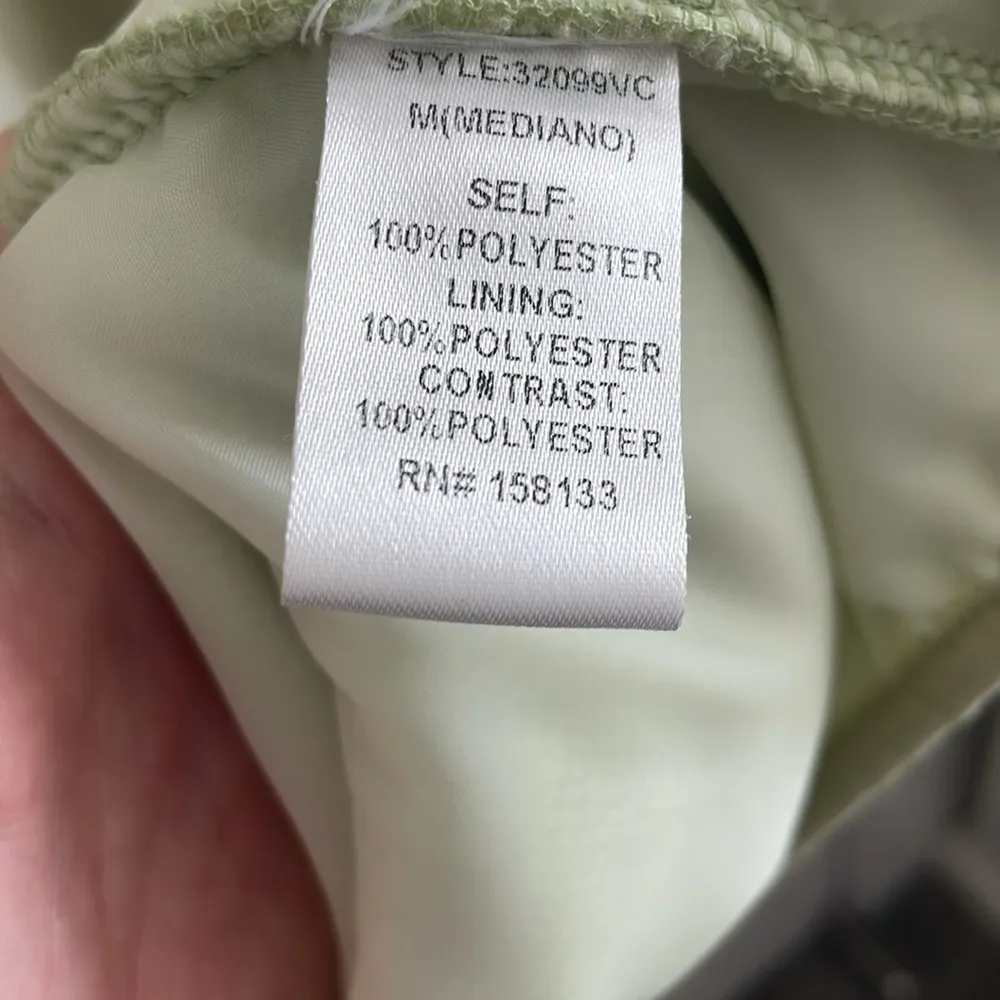 STYLE:32099VC
M(MEDIANO)
SELF:
100%POLYESTER
LINING:
100%POLYESTER
CONTRAST:
100%POLYESTER
RN# 158133